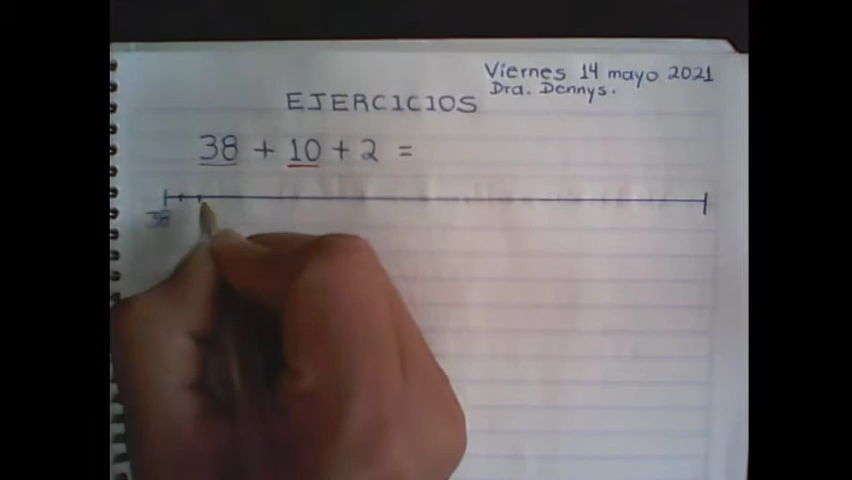 Viernes 14 mayo 2021
Dra. Dennys.
EJERCICIOS
38 + 10 + 2 =
38